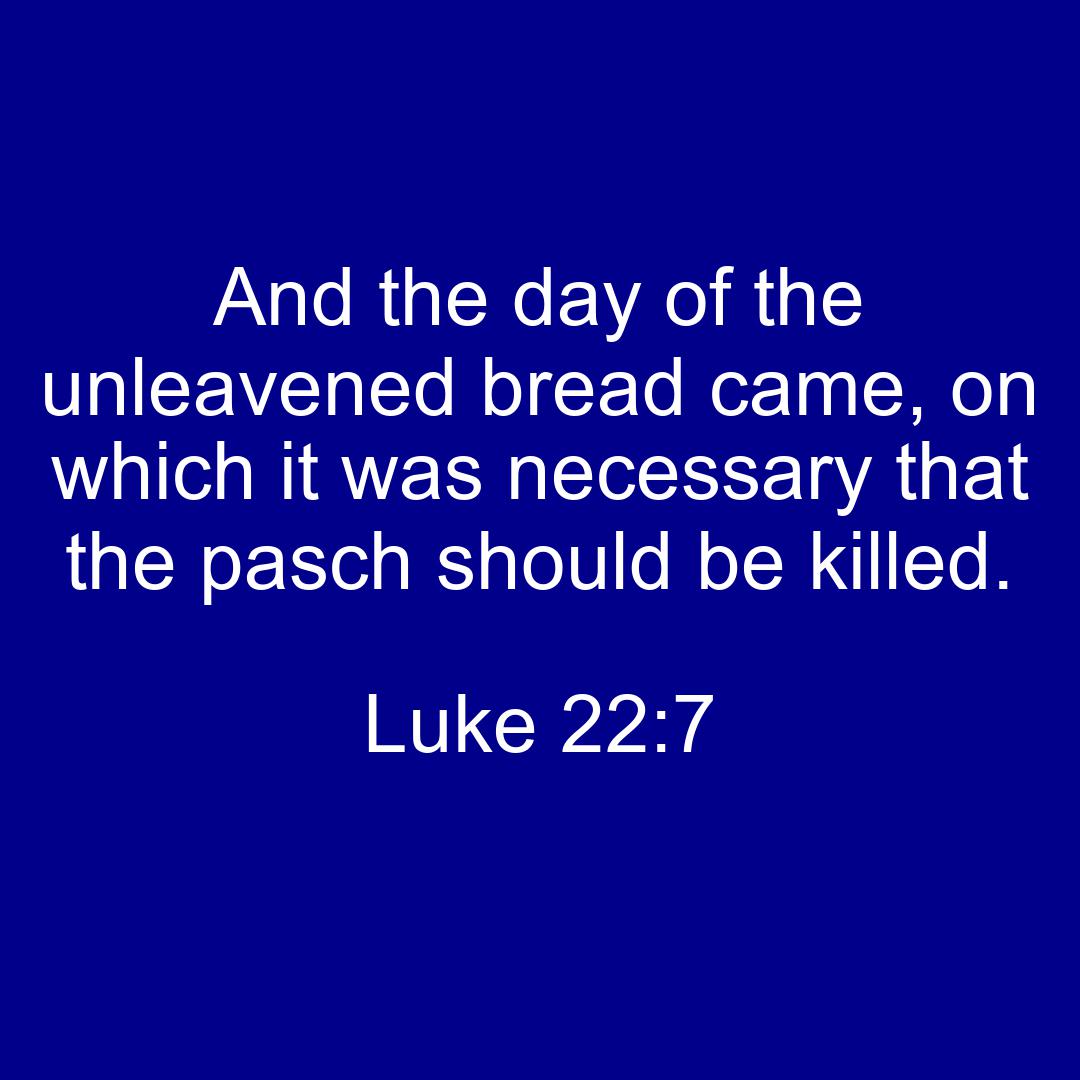 And the day of the
unleavened bread came, on
which it was necessary that
the pasch should be killed.
Luke 22:7